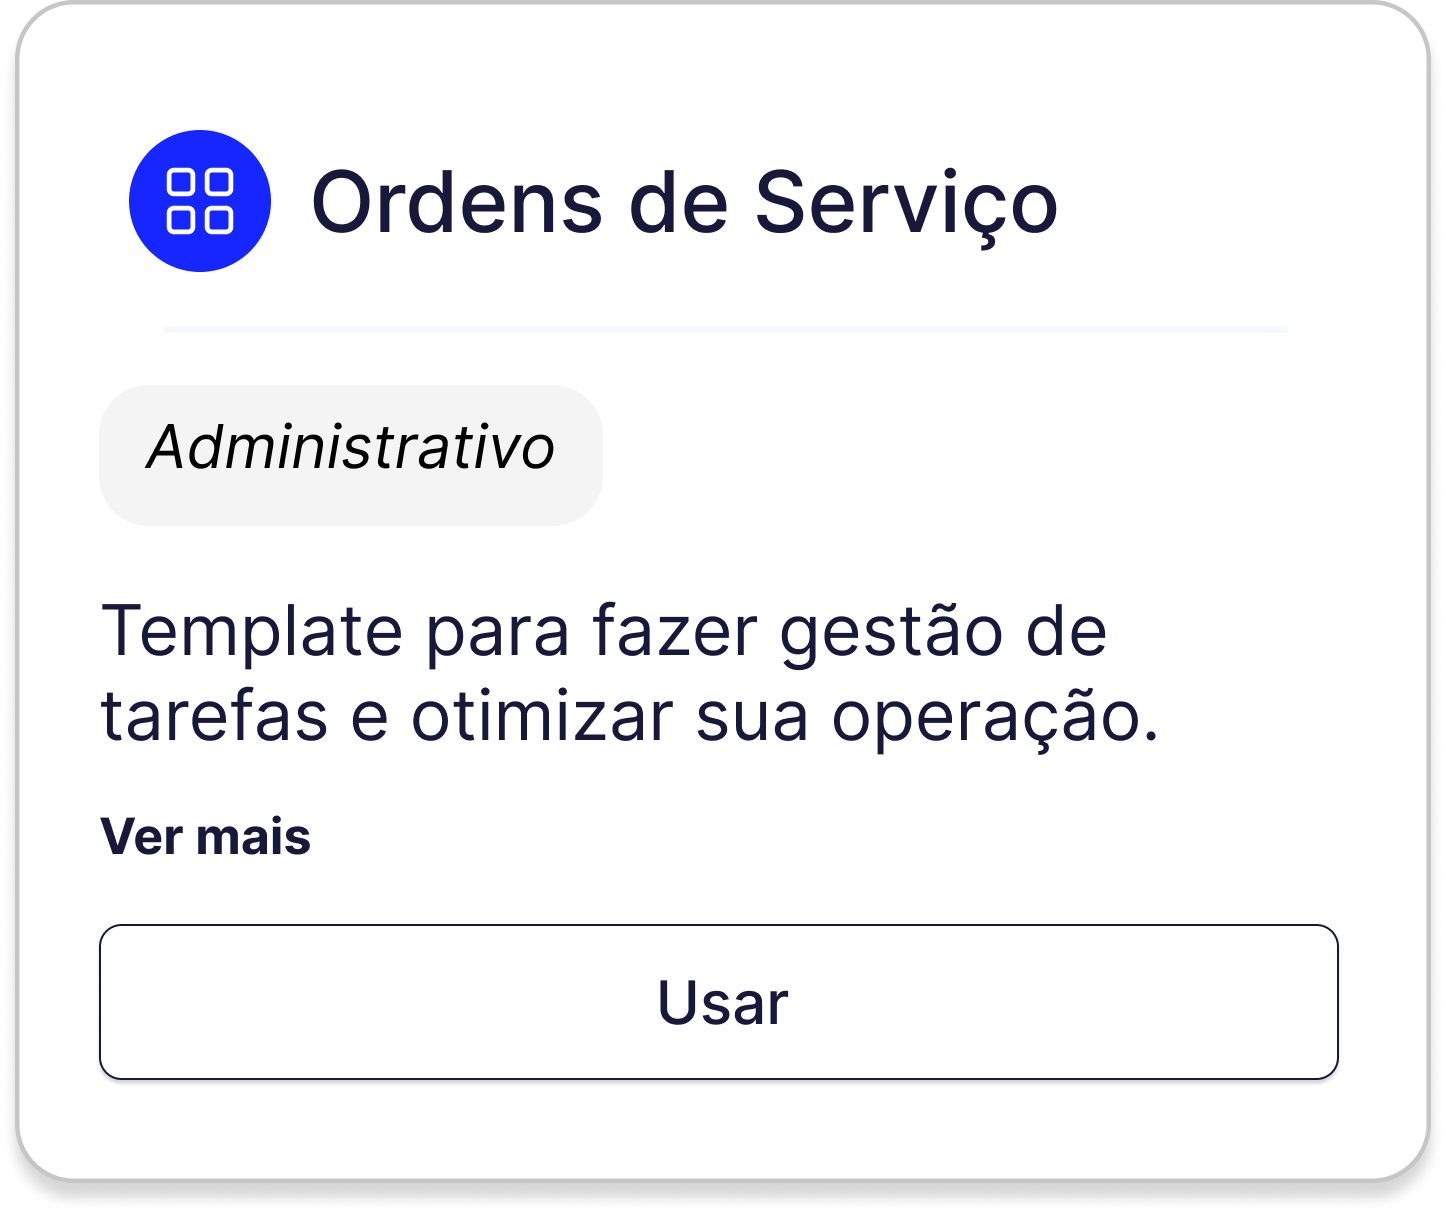 Ordens de Serviço
Administrativo
Template para fazer gestão de
tarefas e otimizar sua operação.
Ver mais
Usar